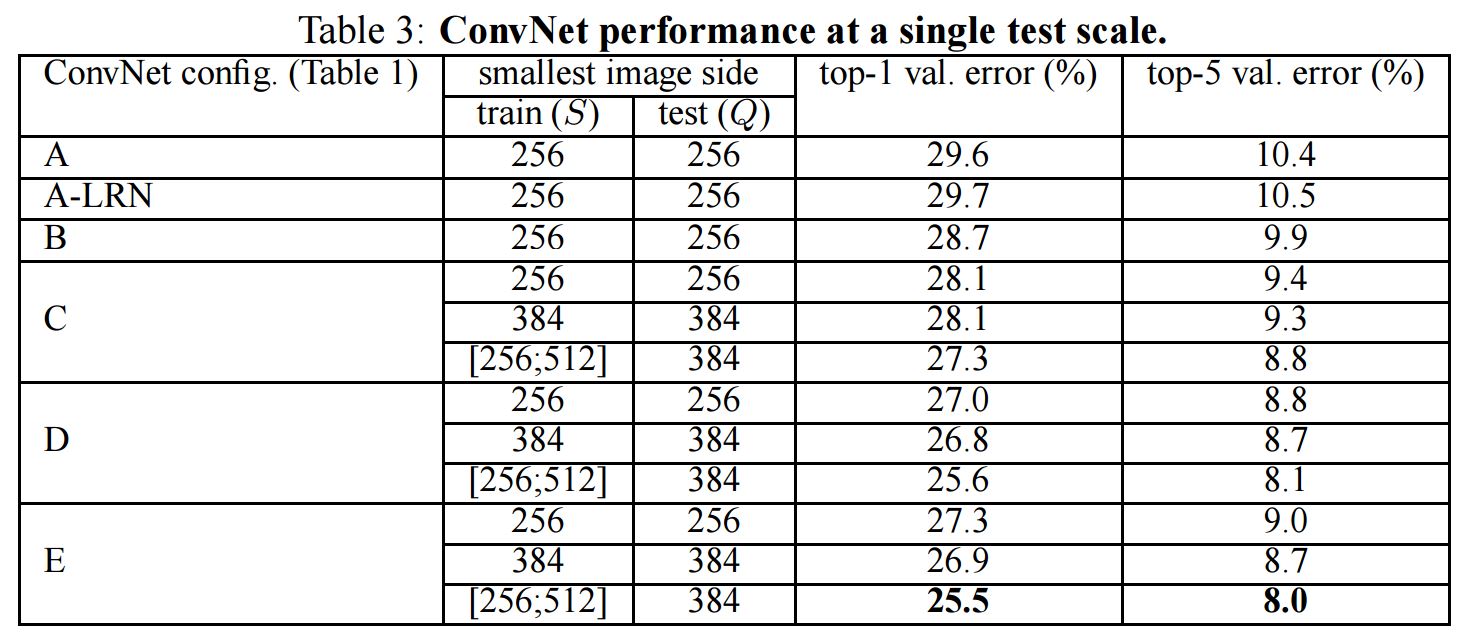 Table 3: ConvNet performance at a single test scale.
ConvNet config. (Table 1) smallest image side top-1 val. error (%) top-5 val. error (%)
train (S) test (Q)
A 256 256 29.6 10.4
A-LRN 256 256 29.7 10.5
B 256 256 28.7 9.9
256 256 28.1 9.4
C 384 384 28.1 9.3
[256;512] 384 27.3 8.8
256 256 27.0 8.8
D 384 384 26.8 8.7
[256;512] 384 25.6 8.1
256 256 27.3 9.0
E 384 384 26.9 8.7
[256;512] 384 25.5 8.0